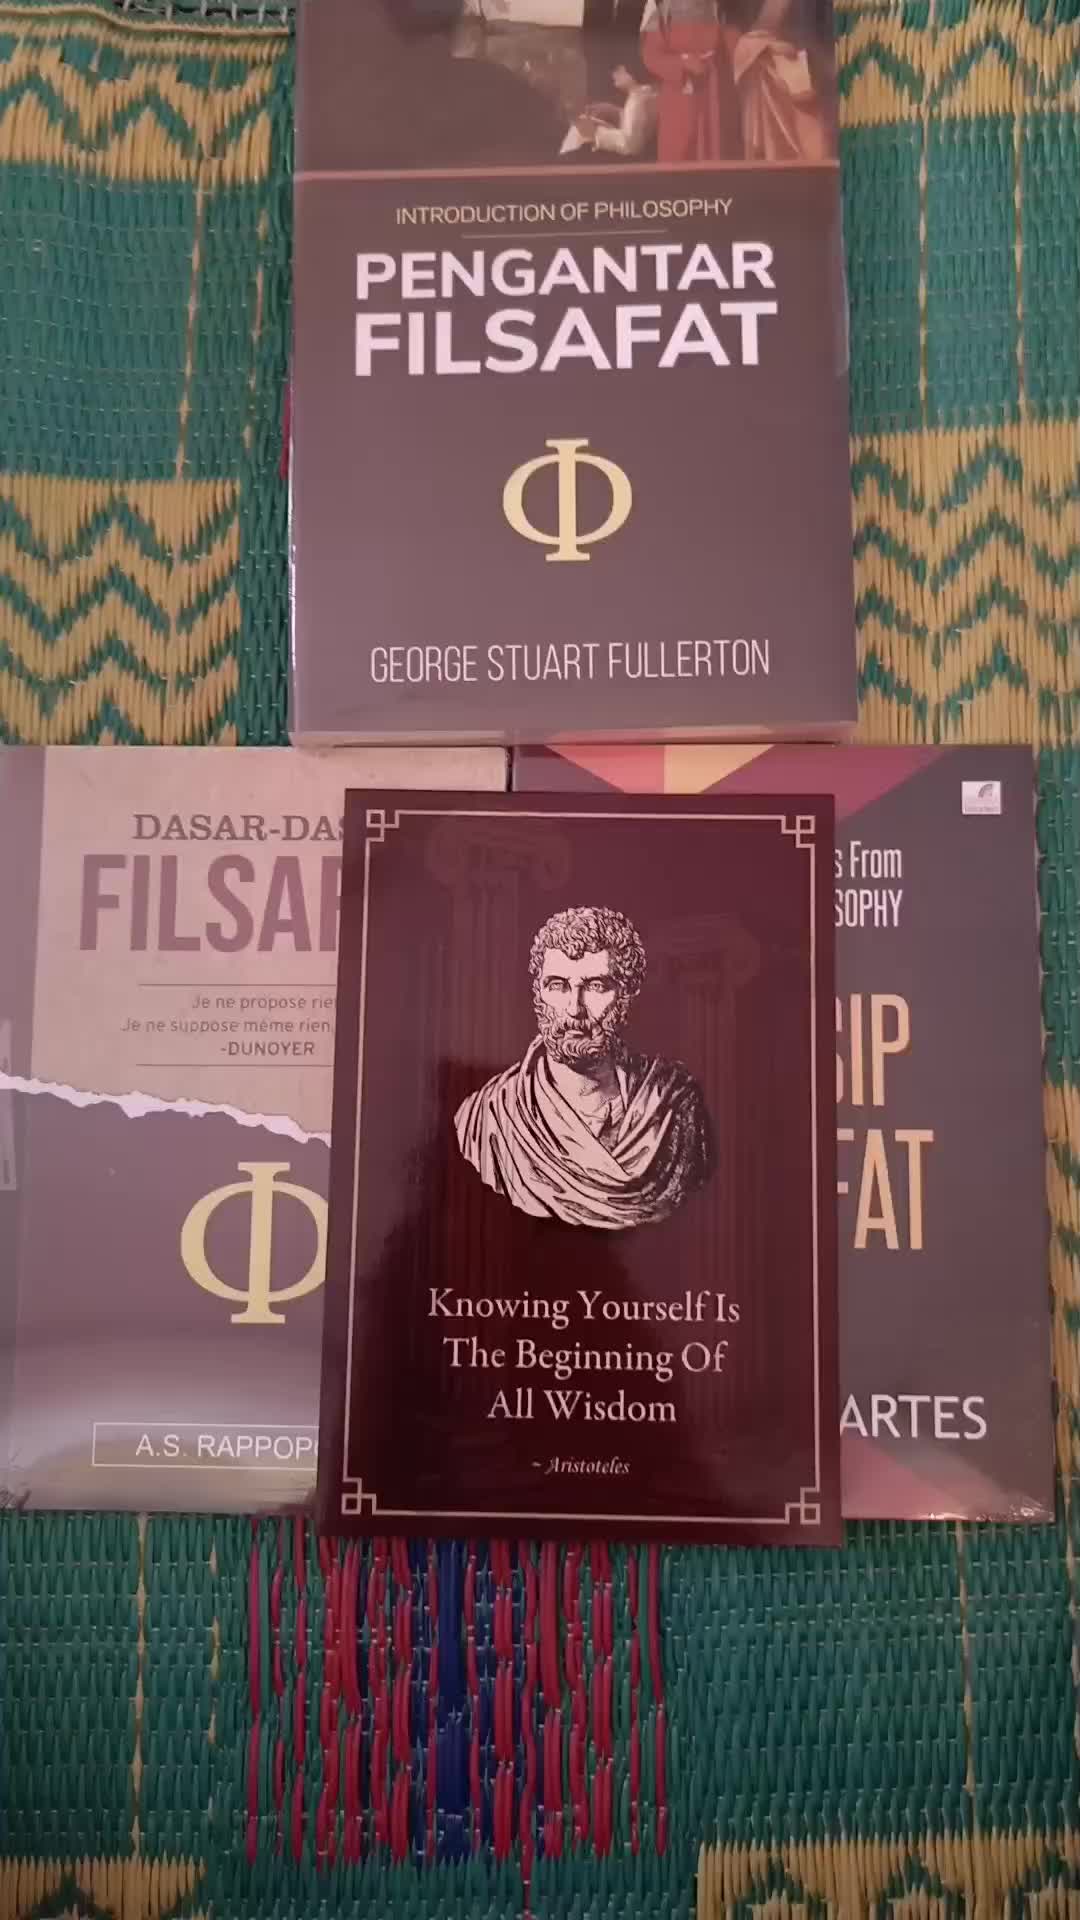 INTRODUCTION OF PHILOSOPHY
PENGANTAR
FILSAFAT
Φ
GEORGE STUART FULLERTON
DASAR-DAS
FILSAF
Je ne propose rien
Je ne suppose même rien,
-DUNOYER
Φ
A.S. RAPPOP
Knowing Yourself Is
The Beginning Of
All Wisdom
~ Aristoteles
s From
SOPHY
SIP
FAT
ARTES